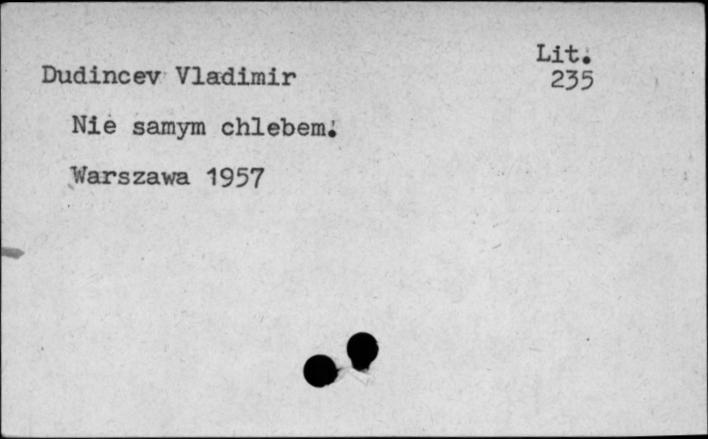 Lit.
Dudincev Vladimir 235
Nie samym chlebem.
Warszawa 1957